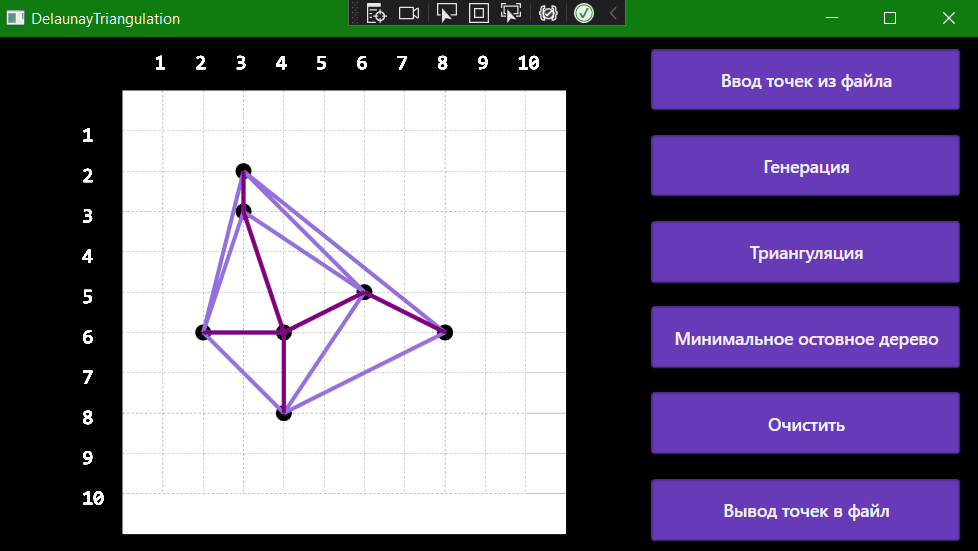 DelaunayTriangulation
1 2 3 4 5 6 7 8 9 10
1
2
3
4
5
6
7
8
9
10
Ввод точек из файла
Генерация
Триангуляция
Минимальное остовное дерево
Очистить
Вывод точек в файл